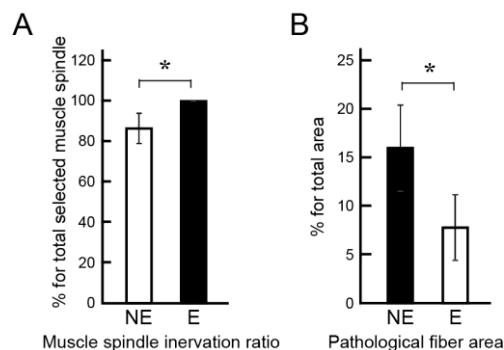 A
% for total selected muscle spindle
120
100
80
60
40
20
0
*
NE E
Muscle spindle inervation ratio
B
% for total area
25
20
15
10
5
0
*
NE E
Pathological fiber area